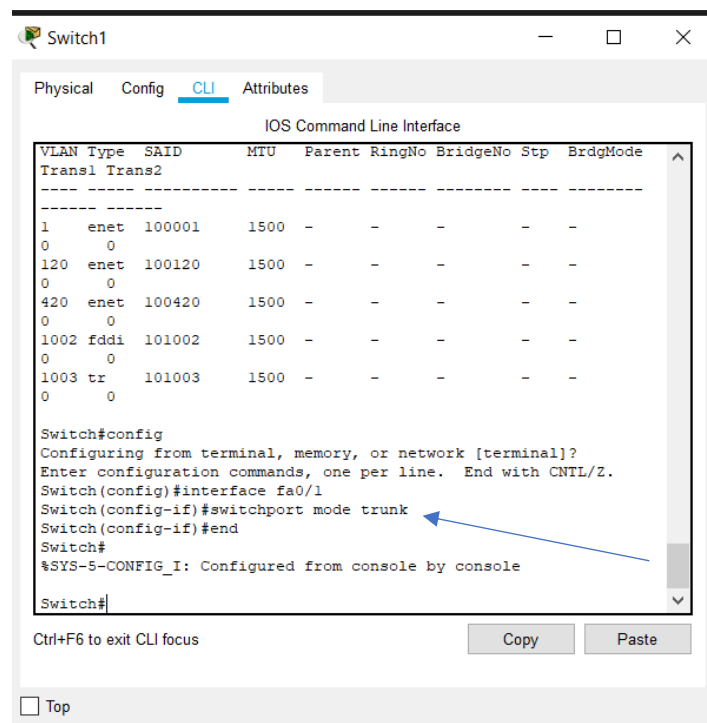 Switch1
Physical Config CLI Attributes
IOS Command Line Interface
VLAN Type SAID MTU Parent RingNo BridgeNo Stp BrdgMode
Trans1 Trans2
---- ----- ---------- ----- ------ ------ -------- ---- --------
------ ------
1 enet 100001 1500 - - - - -
0 0
120 enet 100120 1500 - - - - -
0 0
420 enet 100420 1500 - - - - -
0 0
1002 fddi 101002 1500 - - - - -
0 0
1003 tr 101003 1500 - - - - -
0 0
Switch#config
Configuring from terminal, memory, or network [terminal]?
Enter configuration commands, one per line. End with CNTL/Z.
Switch(config)#interface fa0/1
Switch(config-if)#switchport mode trunk
Switch(config-if)#end
Switch#
%SYS-5-CONFIG_I: Configured from console by console
Switch#
Ctrl+F6 to exit CLI focus
Copy Paste
Top